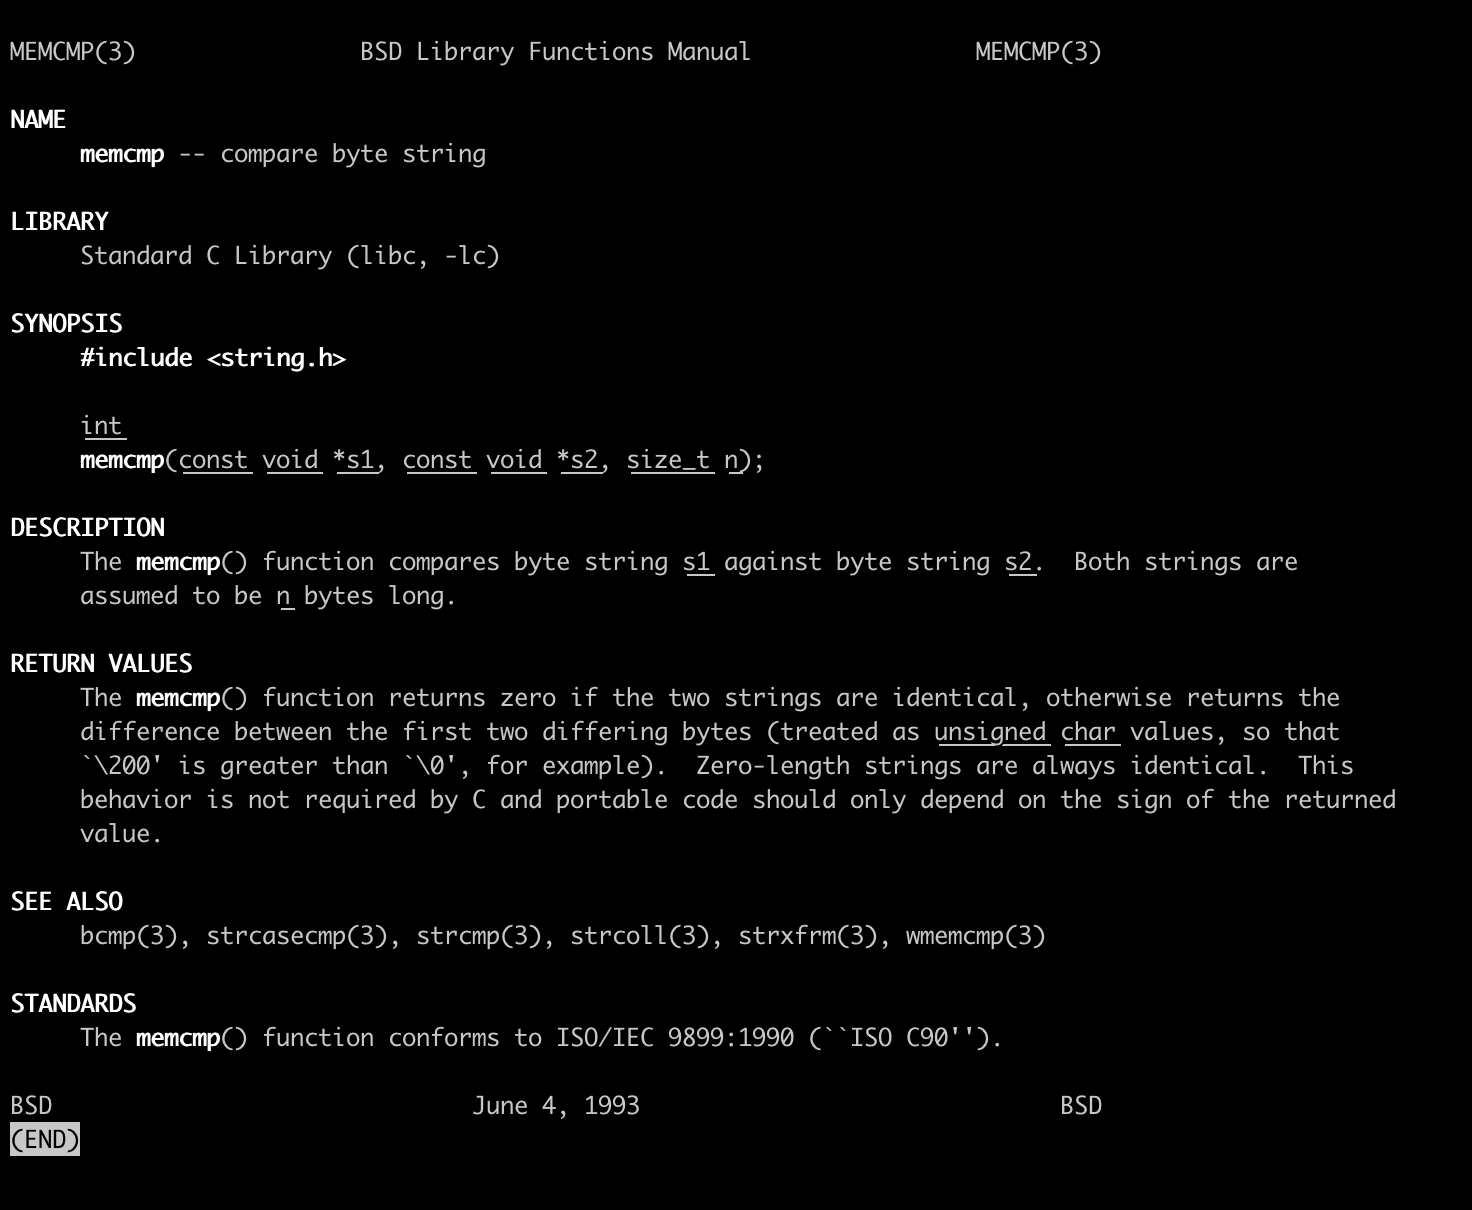 MEMCMP(3)                BSD Library Functions Manual                MEMCMP(3)
NAME
memcmp -- compare byte string
LIBRARY
Standard C Library (libc, -lc)
SYNOPSIS
#include <string.h>
int
memcmp(const void *s1, const void *s2, size_t n);
DESCRIPTION
The memcmp() function compares byte string s1 against byte string s2.  Both strings are
assumed to be n bytes long.
RETURN VALUES
The memcmp() function returns zero if the two strings are identical, otherwise returns the
difference between the first two differing bytes (treated as unsigned char values, so that
`\200' is greater than `\0', for example).  Zero-length strings are always identical.  This
behavior is not required by C and portable code should only depend on the sign of the returned
value.
SEE ALSO
bcmp(3), strcasecmp(3), strcmp(3), strcoll(3), strxfrm(3), wmemcmp(3)
STANDARDS
The memcmp() function conforms to ISO/IEC 9899:1990 (``ISO C90'').
BSD                              June 4, 1993                              BSD
(END)